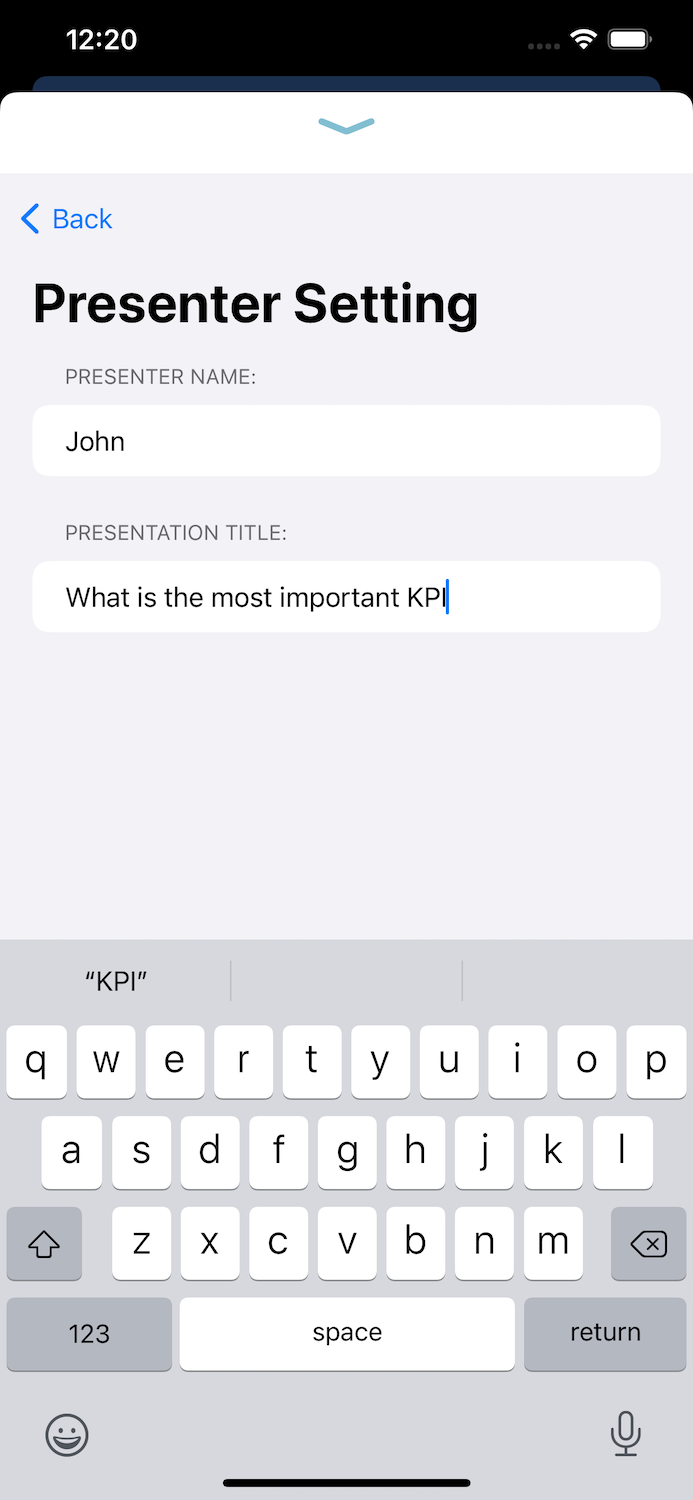 12:20
Back
Presenter Setting
PRESENTER NAME:
John
PRESENTATION TITLE:
What is the most important KPI
“KPI”
q w e r t y u i o p
a s d f g h j k l
z x c v b n m
123 space return